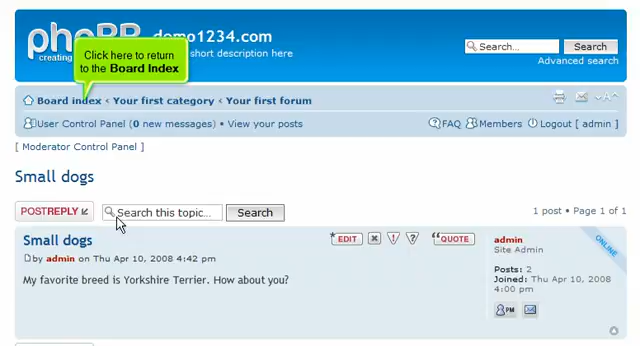 phpBB
demo1234.com
creating
short description here
Click here to return
to the Board Index
Search...
Search
Advanced search
Board index ‹ Your first category ‹ Your first forum
User Control Panel (0 new messages) • View your posts
FAQ
Members
Logout [ admin ]
[ Moderator Control Panel ]
Small dogs
POSTREPLY
Search this topic...
Search
1 post • Page 1 of 1
Small dogs
EDIT
QUOTE
by admin on Thu Apr 10, 2008 4:42 pm
My favorite breed is Yorkshire Terrier. How about you?
admin
Site Admin
Posts: 2
Joined: Thu Apr 10, 2008
4:00 pm
PM
ONLINE